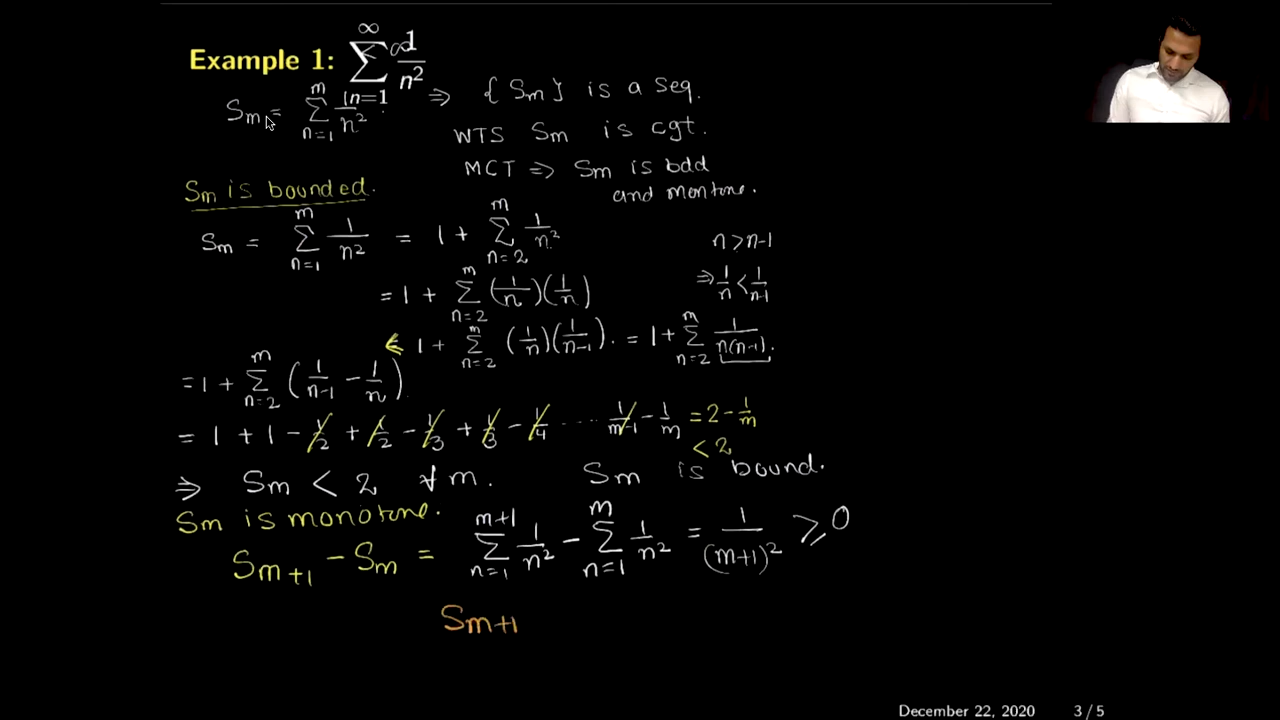 Example 1: ∑_{n=1}^{∞} 1/n²
Sm = ∑_{n=1}^{m} 1/n² ⇒ {Sm} is a seq.
WTS Sm is cgt.
MCT ⇒ Sm is bdd
and montone.
Sm is bounded.
Sm = ∑_{n=1}^{m} 1/n² = 1 + ∑_{n=2}^{m} 1/n²
n > n-1
= 1 + ∑_{n=2}^{m} (1/n)(1/n)
⇒ 1/n < 1/n-1
≤ 1 + ∑_{n=2}^{m} (1/n)(1/n-1). = 1 + ∑_{n=2}^{m} 1/n(n-1).
= 1 + ∑_{n=2}^{m} (1/n-1 - 1/n)
= 1 + 1 - 1/2 + 1/2 - 1/3 + 1/3 - 1/4 ... 1/m-1 - 1/m = 2 - 1/m
< 2
⇒ Sm < 2 ∀ m. Sm is bound.
Sm is monotone.
Sm+1 - Sm = ∑_{n=1}^{m+1} 1/n² - ∑_{n=1}^{m} 1/n² = 1/(m+1)² ≥ 0
Sm+1
December 22, 2020 3 / 5